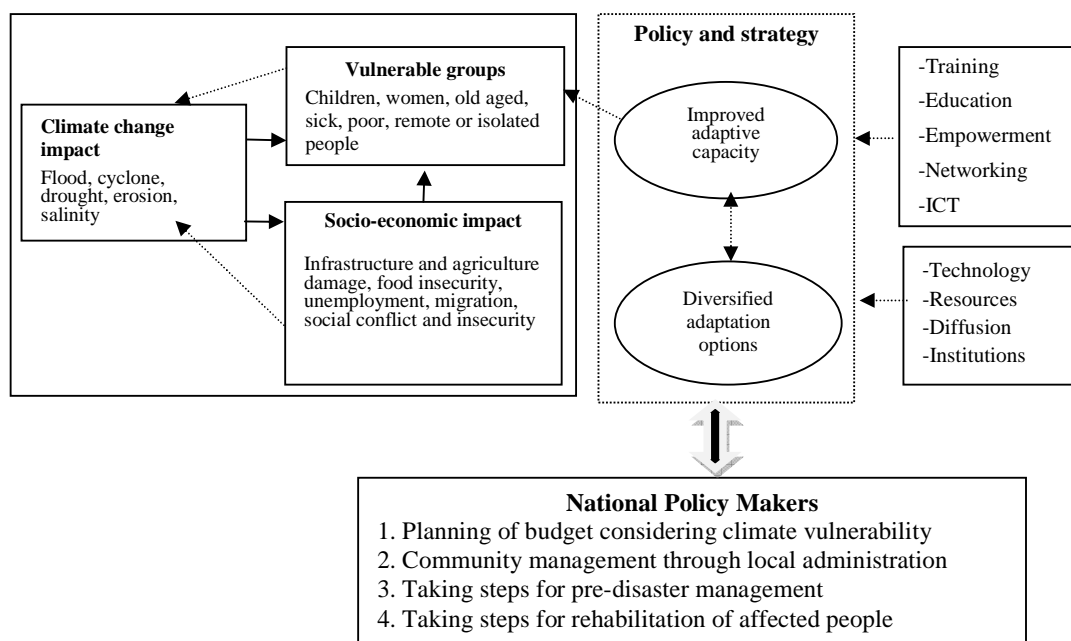 Climate change
impact
Flood, cyclone,
drought, erosion,
salinity
Vulnerable groups
Children, women, old aged,
sick, poor, remote or isolated
people
Socio-economic impact
Infrastructure and agriculture
damage, food insecurity,
unemployment, migration,
social conflict and insecurity
Policy and strategy
Improved
adaptive
capacity
Diversified
adaptation
options
-Training
-Education
-Empowerment
-Networking
-ICT
-Technology
-Resources
-Diffusion
-Institutions
National Policy Makers
1. Planning of budget considering climate vulnerability
2. Community management through local administration
3. Taking steps for pre-disaster management
4. Taking steps for rehabilitation of affected people